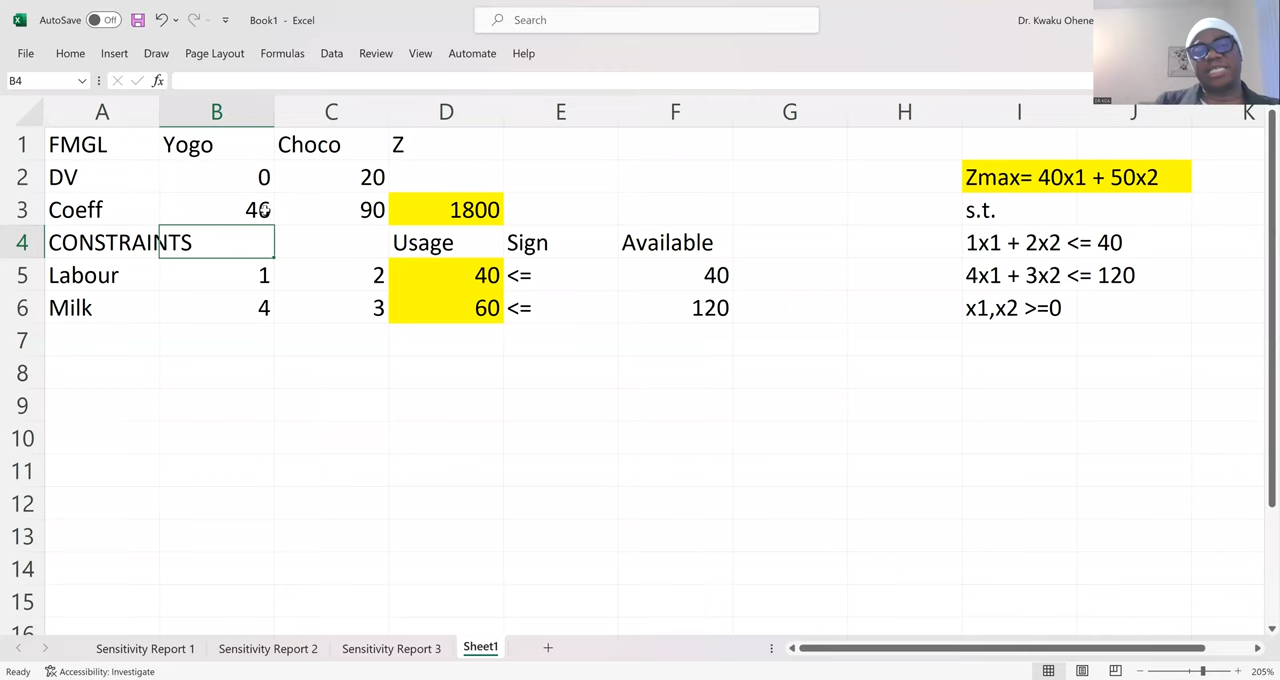 AutoSave Off Book1 - Excel Search Dr. Kwaku Ohene
File Home Insert Draw Page Layout Formulas Data Review View Automate Help
B4 fx
A B C D E F G H I J K
1 FMGL Yogo Choco Z
2 DV 0 20 Zmax= 40x1 + 50x2
3 Coeff 40 90 1800 s.t.
4 CONSTRAINTS Usage Sign Available 1x1 + 2x2 <= 40
5 Labour 1 2 40 <= 40 4x1 + 3x2 <= 120
6 Milk 4 3 60 <= 120 x1,x2 >=0
7
8
9
10
11
12
13
14
15
16
Sensitivity Report 1 Sensitivity Report 2 Sensitivity Report 3 Sheet1
Ready Accessibility: Investigate 205%